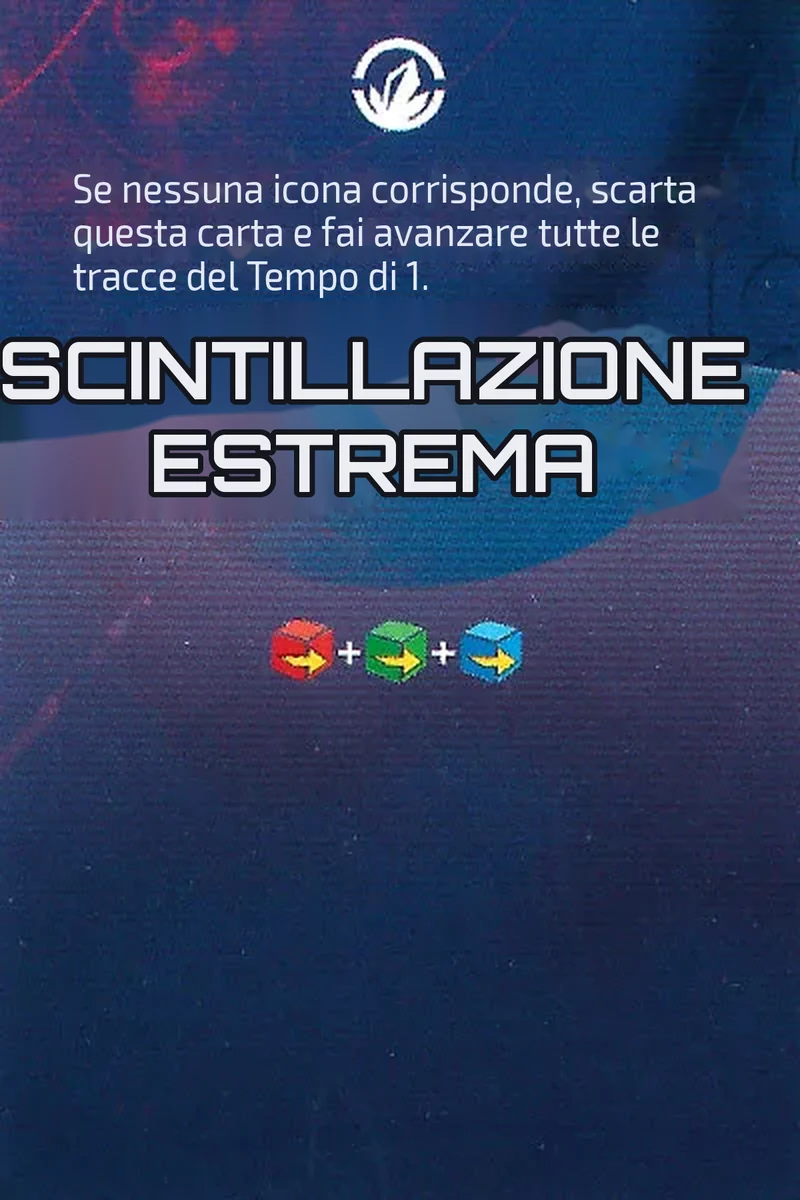 Se nessuna icona corrisponde, scarta
questa carta e fai avanzare tutte le
tracce del Tempo di 1.
SCINTILLAZIONE
ESTREMA
+ +